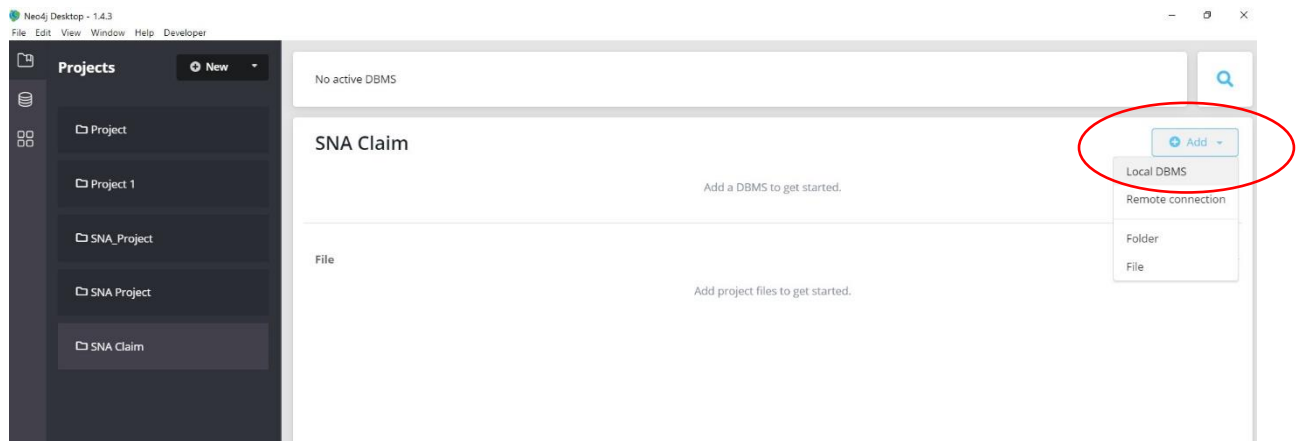 Neo4j Desktop - 1.4.3
File Edit View Window Help Developer
Projects
New
Project
Project 1
SNA_Project
SNA Project
SNA Claim
No active DBMS
SNA Claim
Add
Add a DBMS to get started.
Local DBMS
Remote connection
Folder
File
File
Add project files to get started.